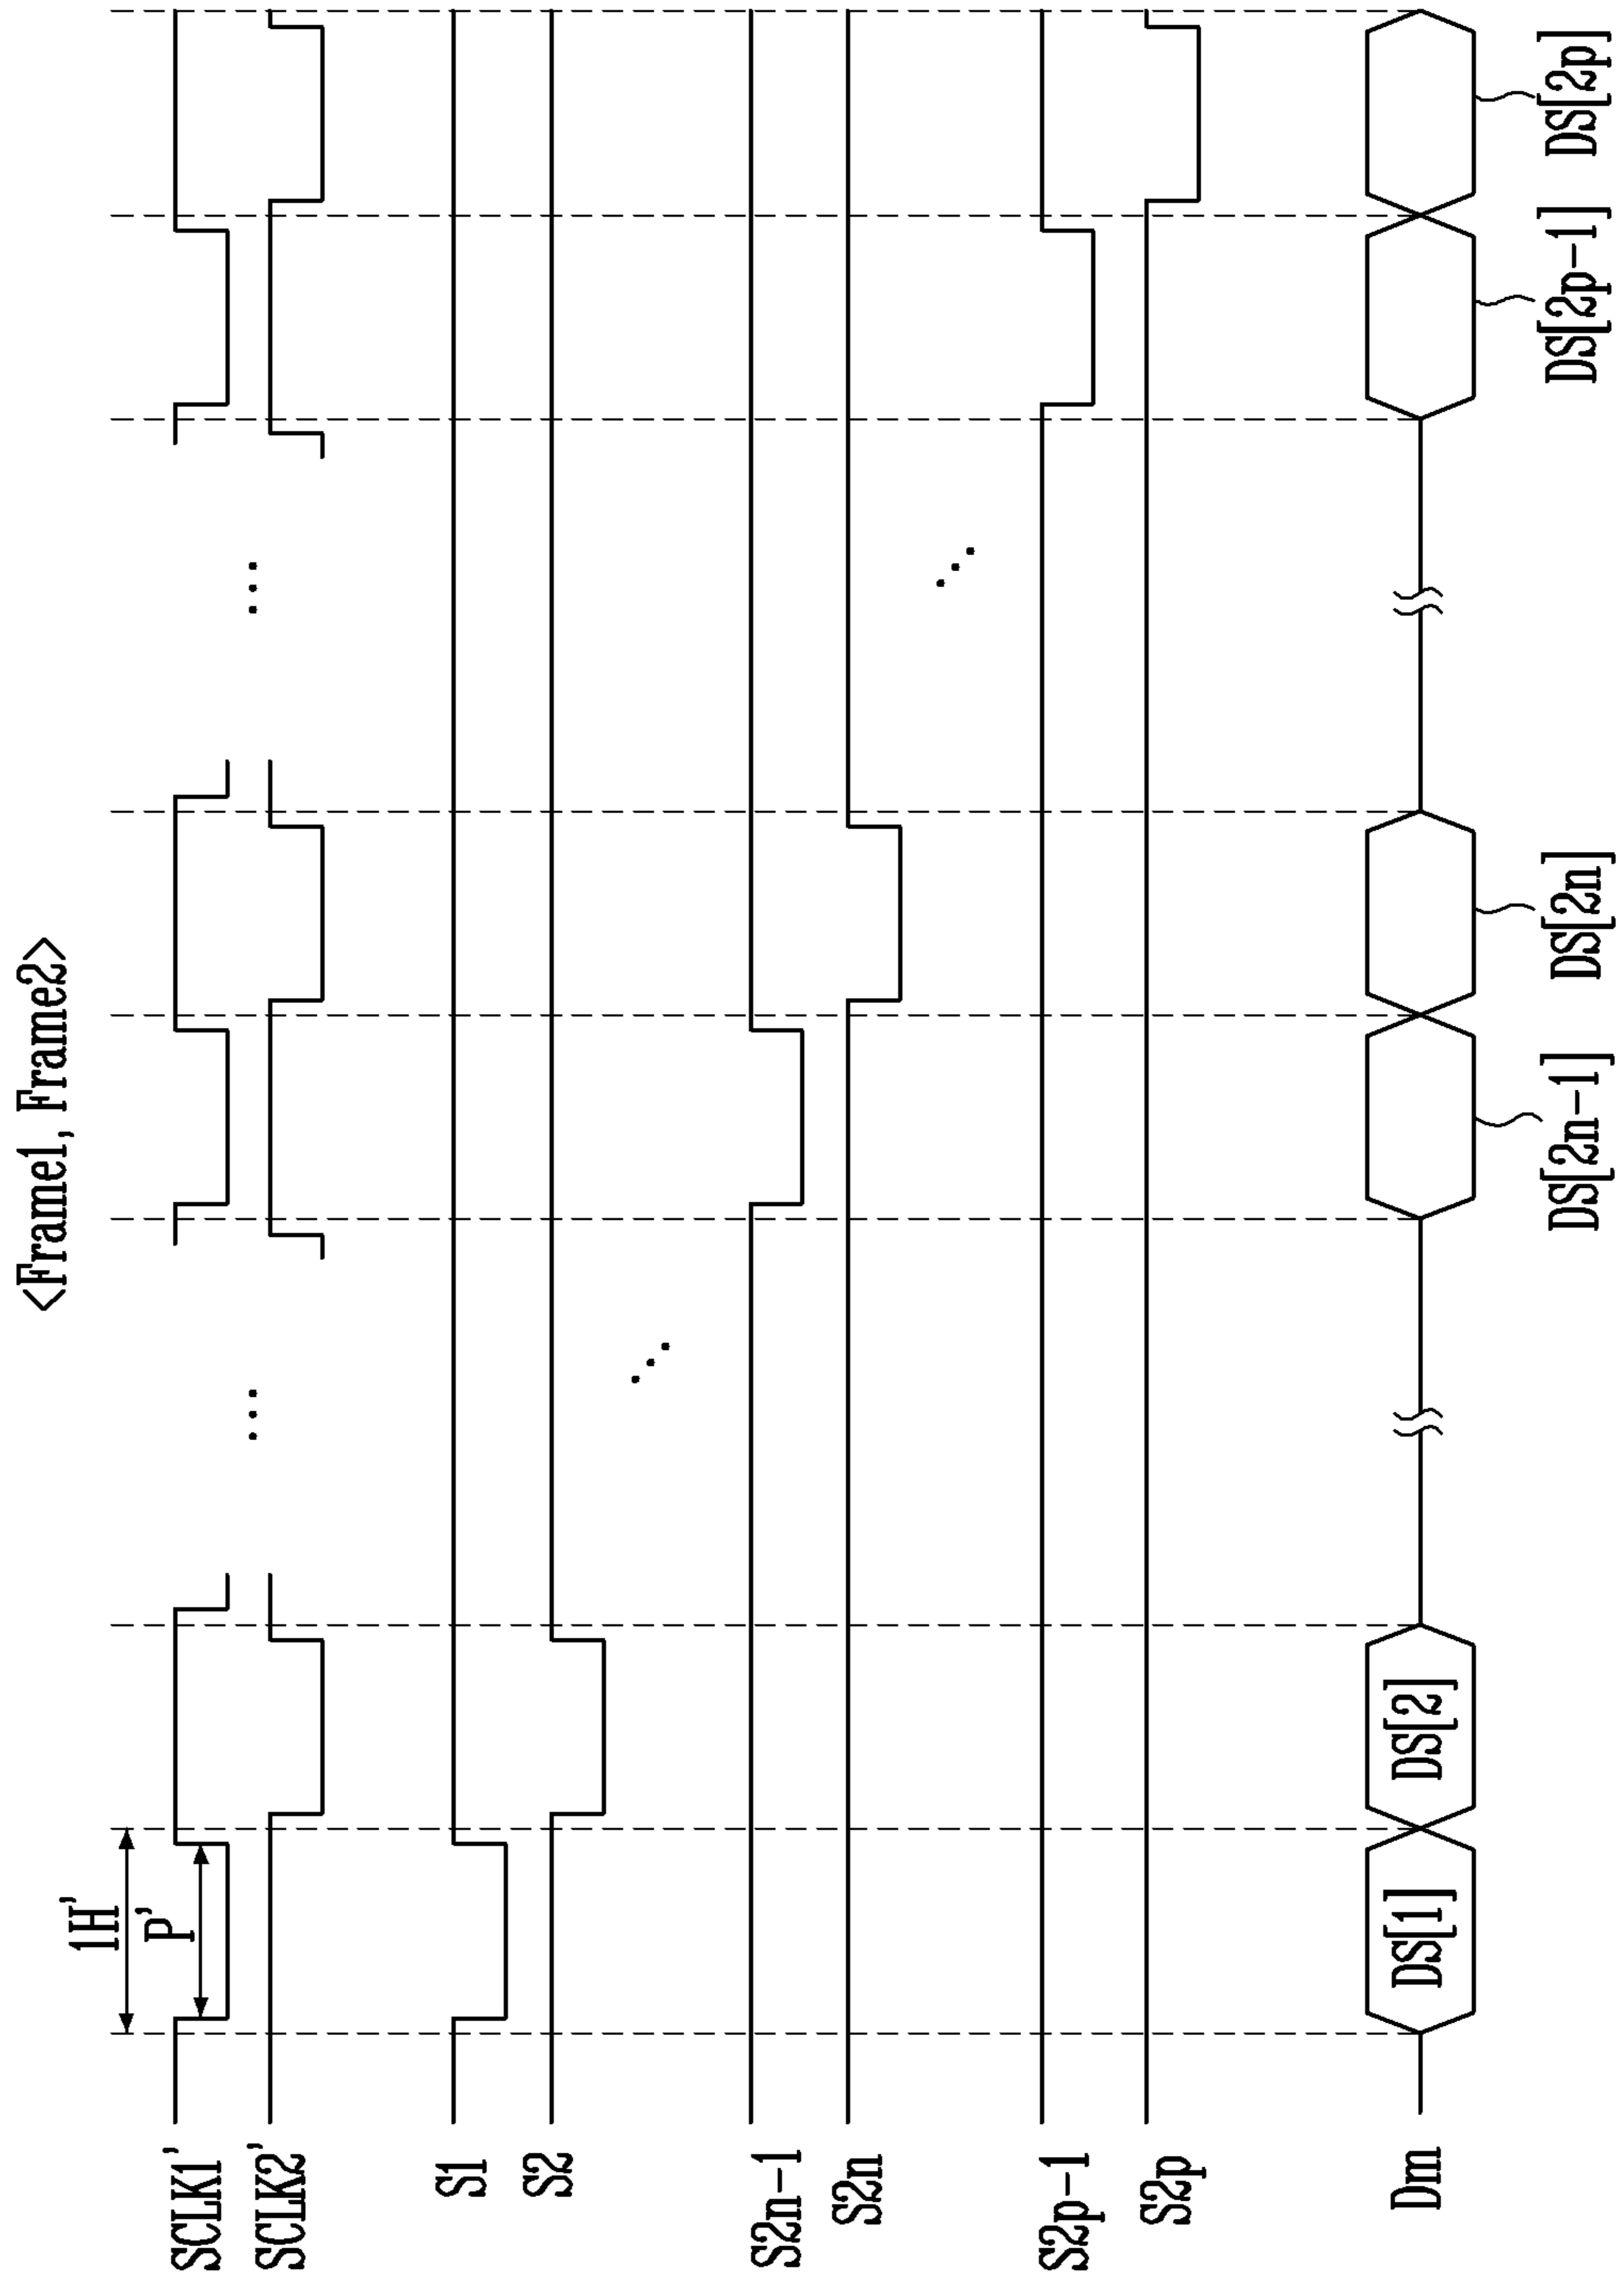 <Frame1, Frame2>
1H'
P'
SCLK1'
SCLK2'
S1
S2
S2n-1
S2n
S2p-1
S2p
Dm
DS[1]
DS[2]
DS[2n-1]
DS[2n]
DS[2p-1]
DS[2p]